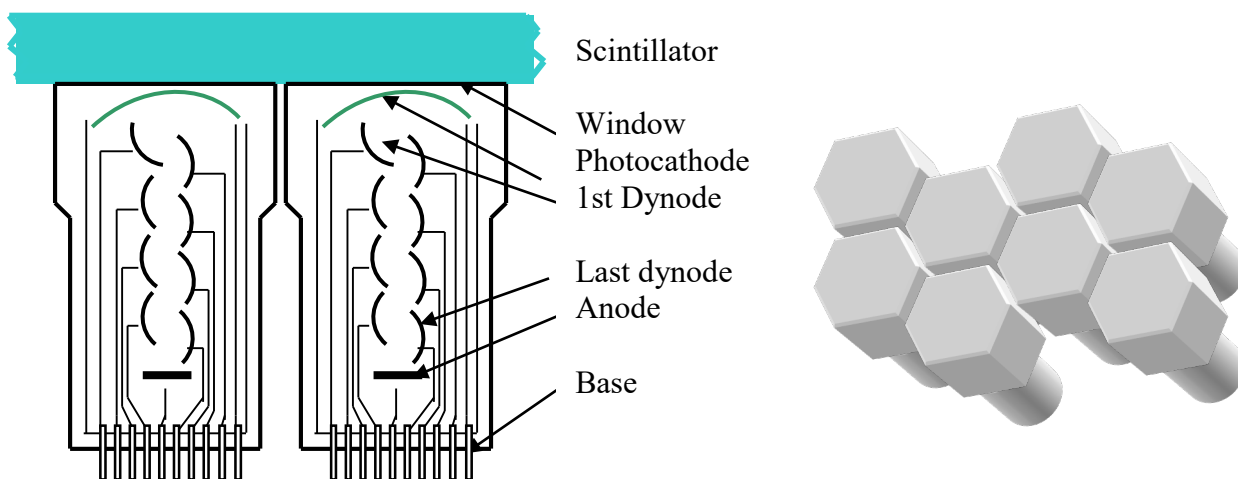 Scintillator
Window
Photocathode
1st Dynode
Last dynode
Anode
Base